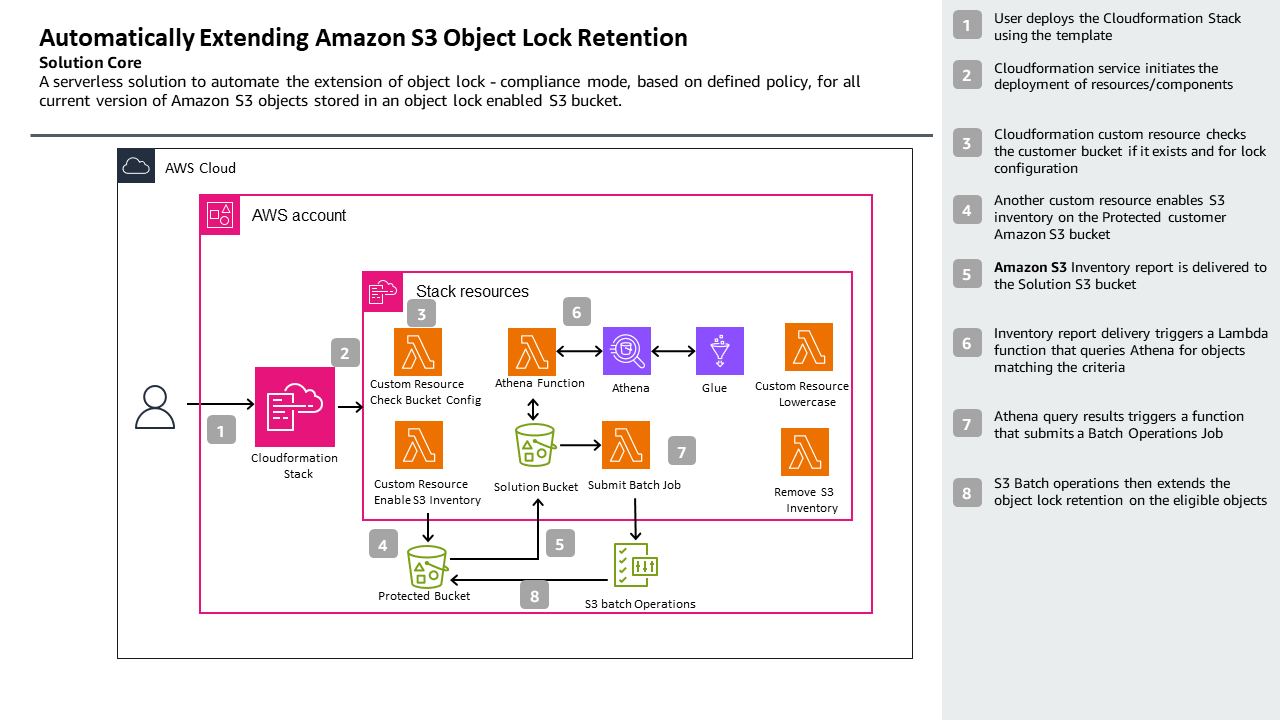 Automatically Extending Amazon S3 Object Lock Retention
Solution Core
A serverless solution to automate the extension of object lock - compliance mode, based on defined policy, for all
current version of Amazon S3 objects stored in an object lock enabled S3 bucket.
AWS Cloud
AWS account
Stack resources
3
6
2
Custom Resource
Check Bucket Config
Athena Function
Athena
Glue
Custom Resource
Lowercase
1
Cloudformation
Stack
7
Custom Resource
Enable S3 Inventory
Solution Bucket
Submit Batch Job
Remove S3
Inventory
4
5
8
Protected Bucket
S3 batch Operations
1
User deploys the Cloudformation Stack
using the template
2
Cloudformation service initiates the
deployment of resources/components
3
Cloudformation custom resource checks
the customer bucket if it exists and for lock
configuration
4
Another custom resource enables S3
inventory on the Protected customer
Amazon S3 bucket
5
Amazon S3 Inventory report is delivered to
the Solution S3 bucket
6
Inventory report delivery triggers a Lambda
function that queries Athena for objects
matching the criteria
7
Athena query results triggers a function
that submits a Batch Operations Job
8
S3 Batch operations then extends the
object lock retention on the eligible objects